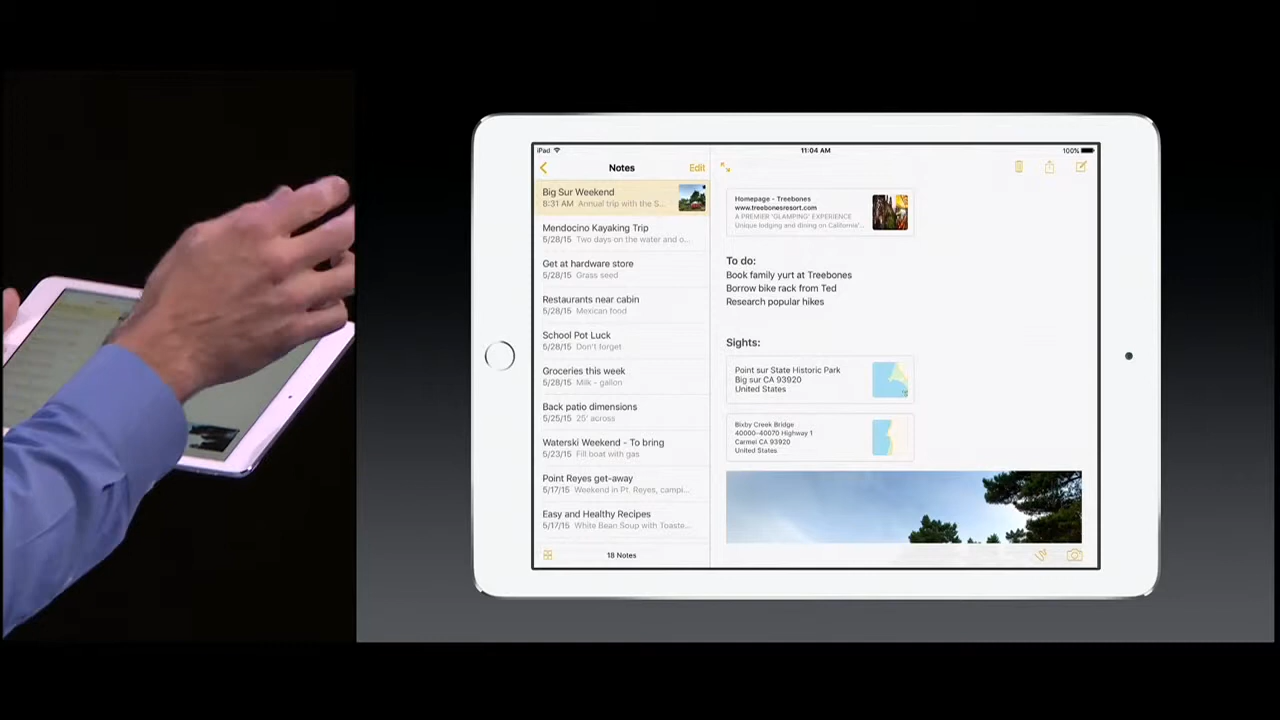 iPad
11:04 AM
100%
Notes
Edit
Big Sur Weekend
8:31 AM Annual trip with the S...
Mendocino Kayaking Trip
5/28/15 Two days on the water and o...
Get at hardware store
5/28/15 Grass seed
Restaurants near cabin
5/28/15 Mexican food
School Pot Luck
5/28/15 Don't forget
Groceries this week
5/28/15 Milk - gallon
Back patio dimensions
5/25/15 25' across
Waterski Weekend - To bring
5/23/15 Fill boat with gas
Point Reyes get-away
5/17/15 Weekend in Pt. Reyes, campi...
Easy and Healthy Recipes
5/17/15 White Bean Soup with Toaste...
18 Notes
Homepage - Treebones
www.treebonesresort.com
A PREMIER "GLAMPING" EXPERIENCE
Unique lodging and dining on California'...
To do:
Book family yurt at Treebones
Borrow bike rack from Ted
Research popular hikes
Sights:
Point sur State Historic Park
Big sur CA 93920
United States
Bixby Creek Bridge
40000-40070 Highway 1
Carmel CA 93920
United States